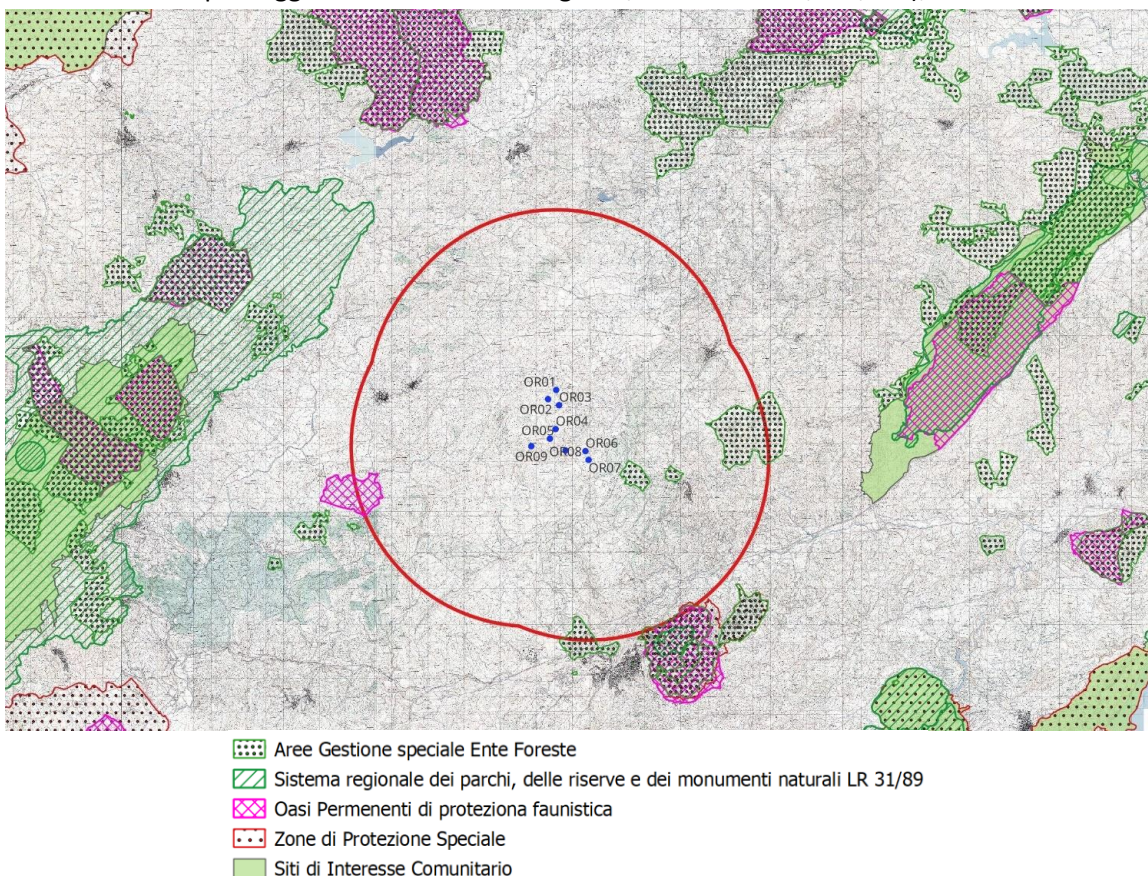 OR01
OR03
OR02
OR04
OR05
OR06
OR08
OR09
OR07
Aree Gestione speciale Ente Foreste
Sistema regionale dei parchi, delle riserve e dei monumenti naturali LR 31/89
Oasi Permenenti di proteziona faunistica
Zone di Protezione Speciale
Siti di Interesse Comunitario